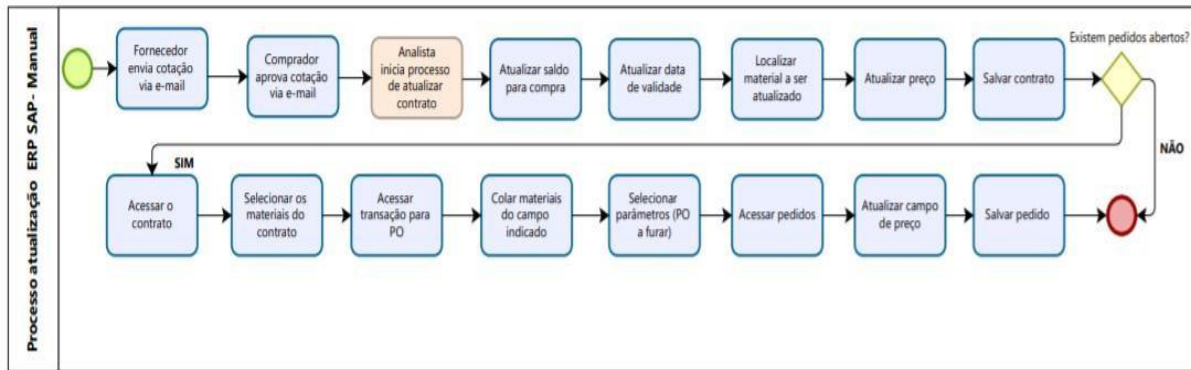 Processo atualização ERP SAP- Manual
Fornecedor
envia cotação
via e-mail
Comprador
aprova cotação
via e-mail
Analista
inicia processo
de atualizar
contrato
Atualizar saldo
para compra
Atualizar data
de validade
Localizar
material a ser
atualizado
Atualizar preço
Salvar contrato
Existem pedidos abertos?
SIM
NÃO
Acessar o
contrato
Selecionar os
materiais do
contrato
Acessar
transação para
PO
Colar materiais
do campo
indicado
Selecionar
parâmetros (PO
a furar)
Acessar pedidos
Atualizar campo
de preço
Salvar pedido